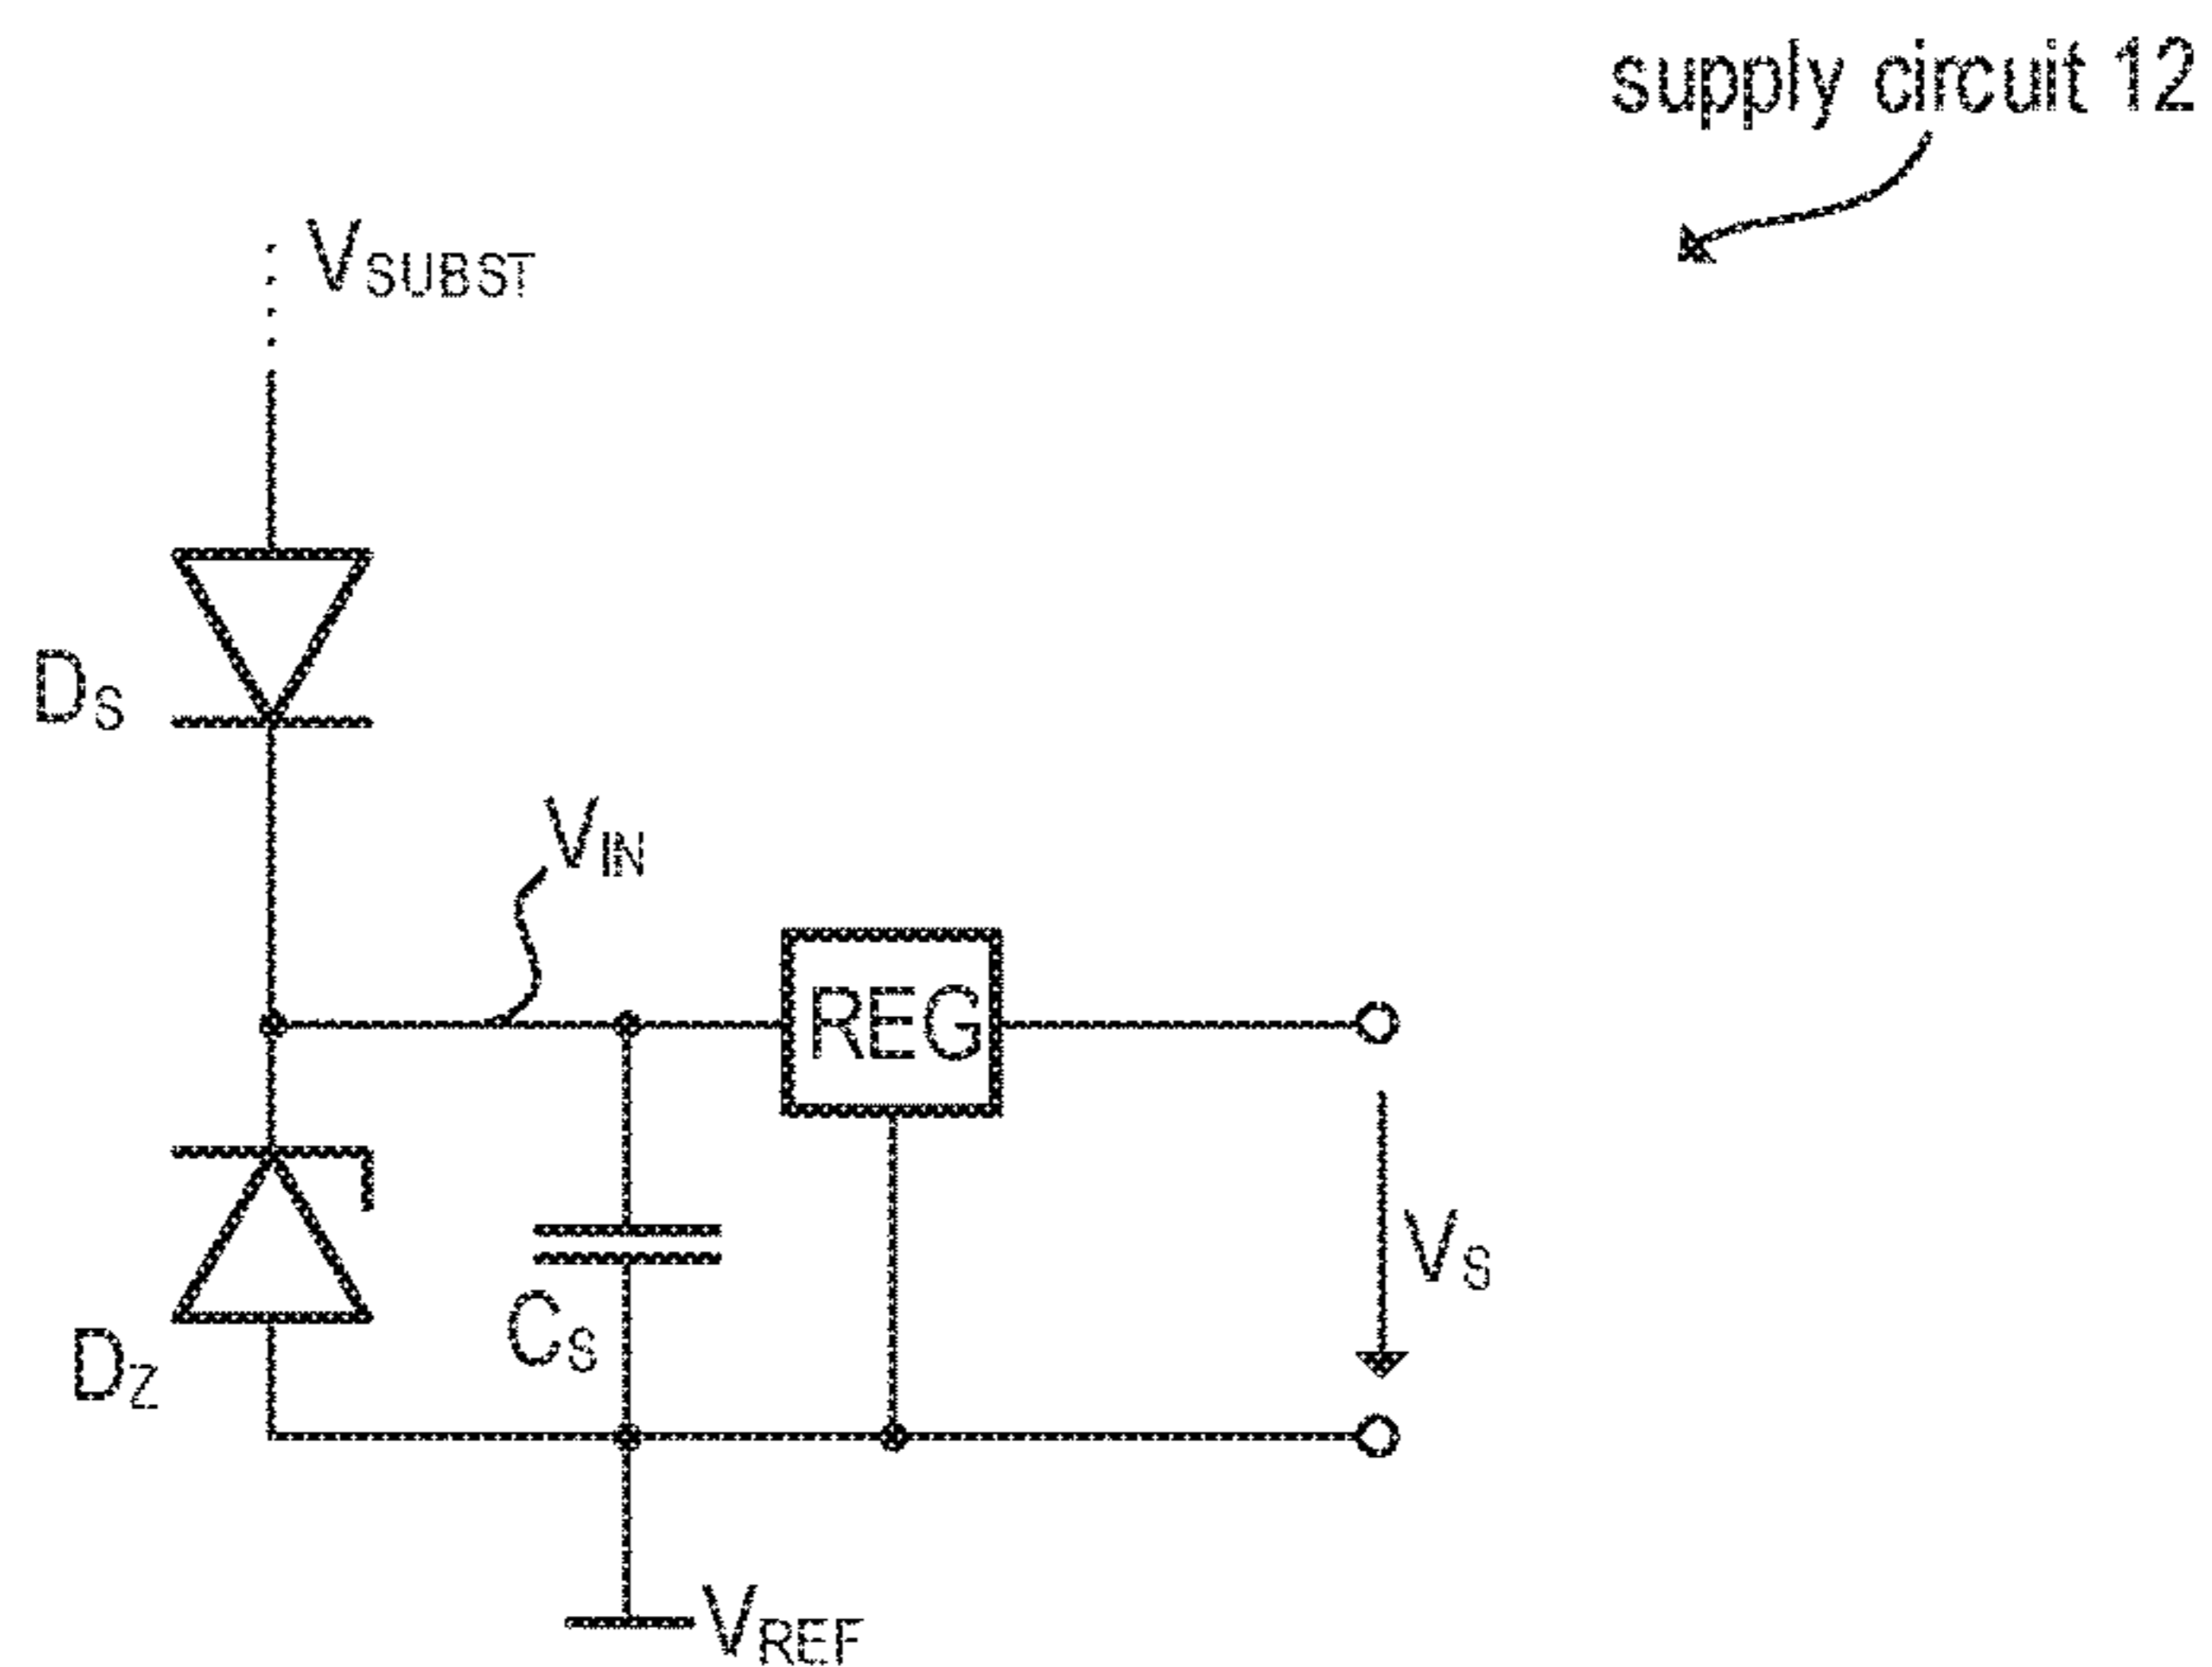 supply circuit 12
VSUBST
DS
VIN
REG
VS
CS
DZ
VREF